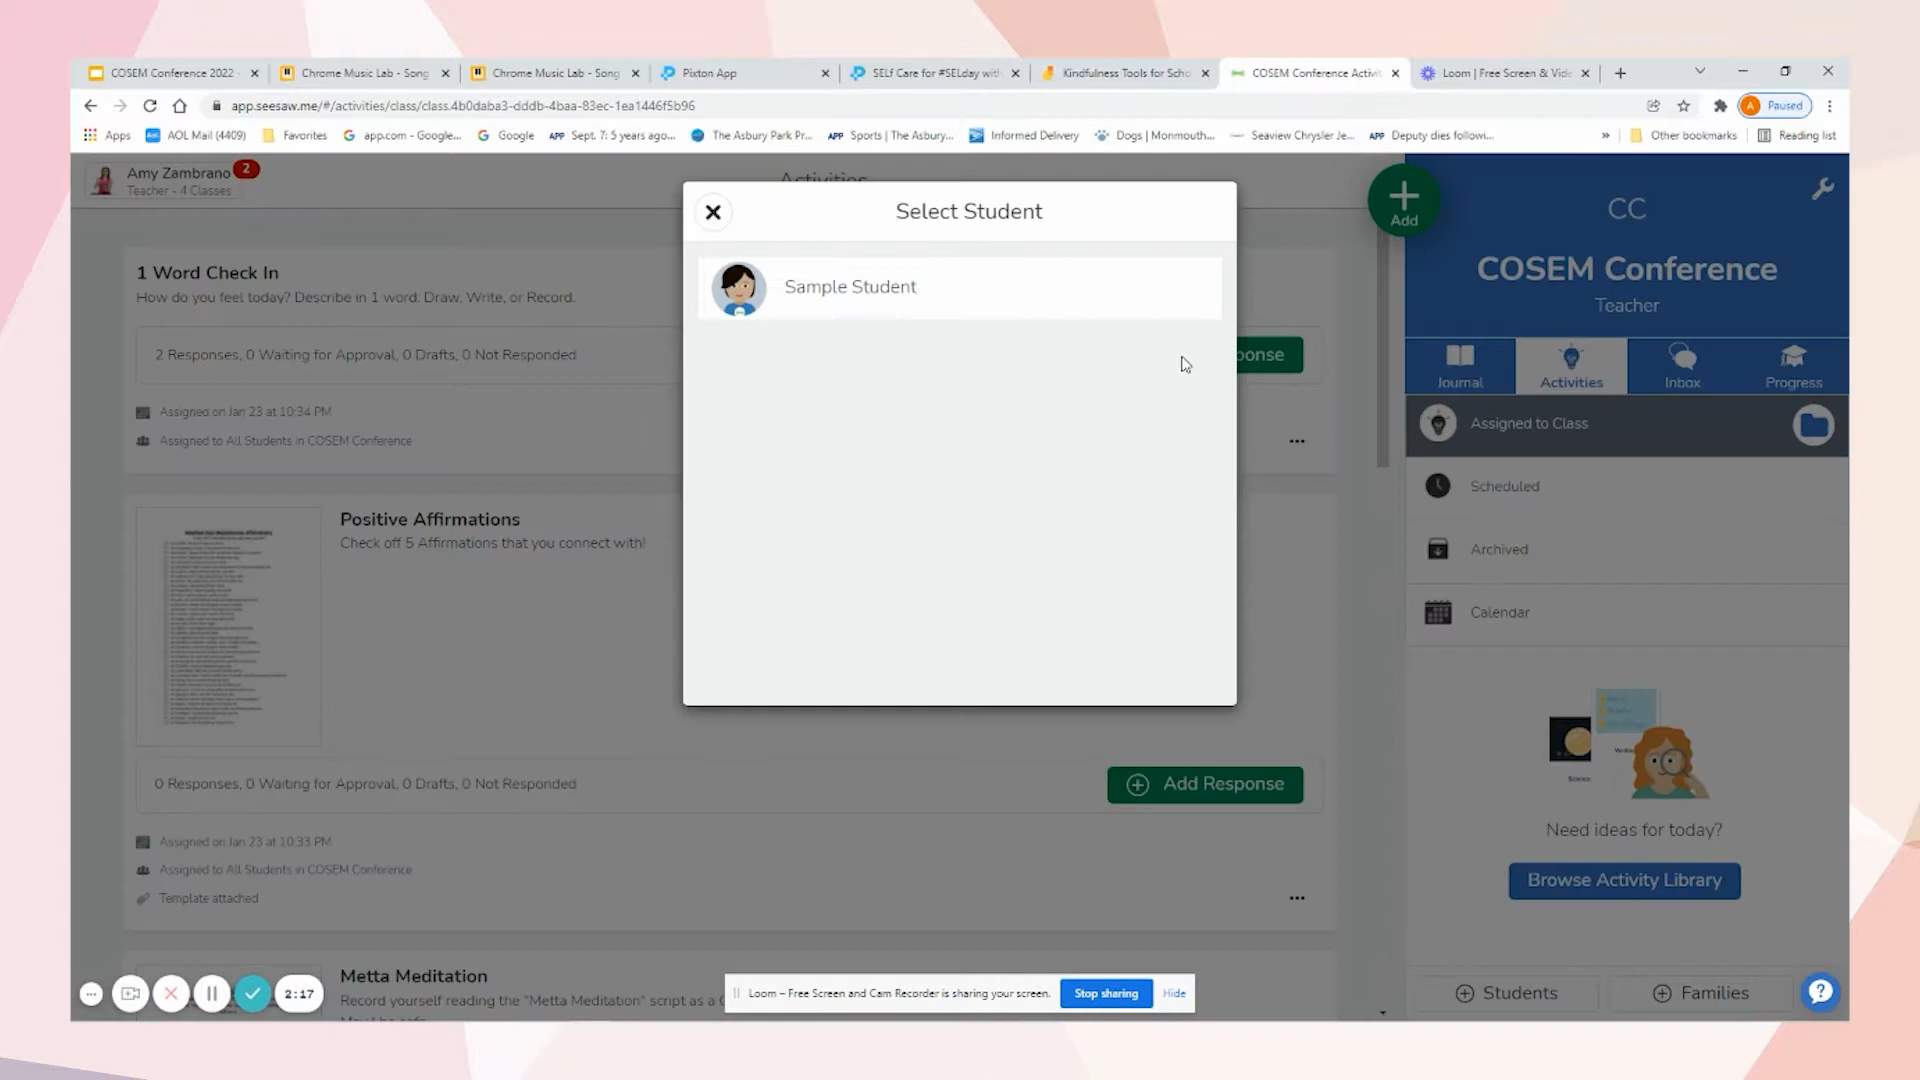 COSEM Conference 2022
Chrome Music Lab - Song
Chrome Music Lab - Song
Pixton App
SELf Care for #SELday with
Kindfulness Tools for Scho
COSEM Conference Activit
Loom | Free Screen & Vide
app.seesaw.me/#/activities/class/class.4b0daba3-dddb-4baa-83ec-1ea1446f5b96
A Paused
Apps
AOL Mail (4409)
Favorites
app.com - Google...
Google
APP Sept. 7: 5 years ago...
The Asbury Park Pr...
APP Sports | The Asbury...
Informed Delivery
Dogs | Monmouth...
Seaview Chrysler Je...
APP Deputy dies followi...
»
Other bookmarks
Reading list
Amy Zambrano 2
Teacher - 4 Classes
Activities
Select Student
Sample Student
Add
1 Word Check In
How do you feel today? Describe in 1 word. Draw, Write, or Record.
2 Responses, 0 Waiting for Approval, 0 Drafts, 0 Not Responded
ponse
Assigned on Jan 23 at 10:34 PM
Assigned to All Students in COSEM Conference
Positive Affirmations
Check off 5 Affirmations that you connect with!
0 Responses, 0 Waiting for Approval, 0 Drafts, 0 Not Responded
Add Response
Assigned on Jan 23 at 10:33 PM
Assigned to All Students in COSEM Conference
Template attached
Metta Meditation
Record yourself reading the "Metta Meditation" script as a
May I be safe
CC
COSEM Conference
Teacher
Journal
Activities
Inbox
Progress
Assigned to Class
Scheduled
Archived
Calendar
Science
Need ideas for today?
Browse Activity Library
Students
Families
2:17
Loom – Free Screen and Cam Recorder is sharing your screen.
Stop sharing
Hide